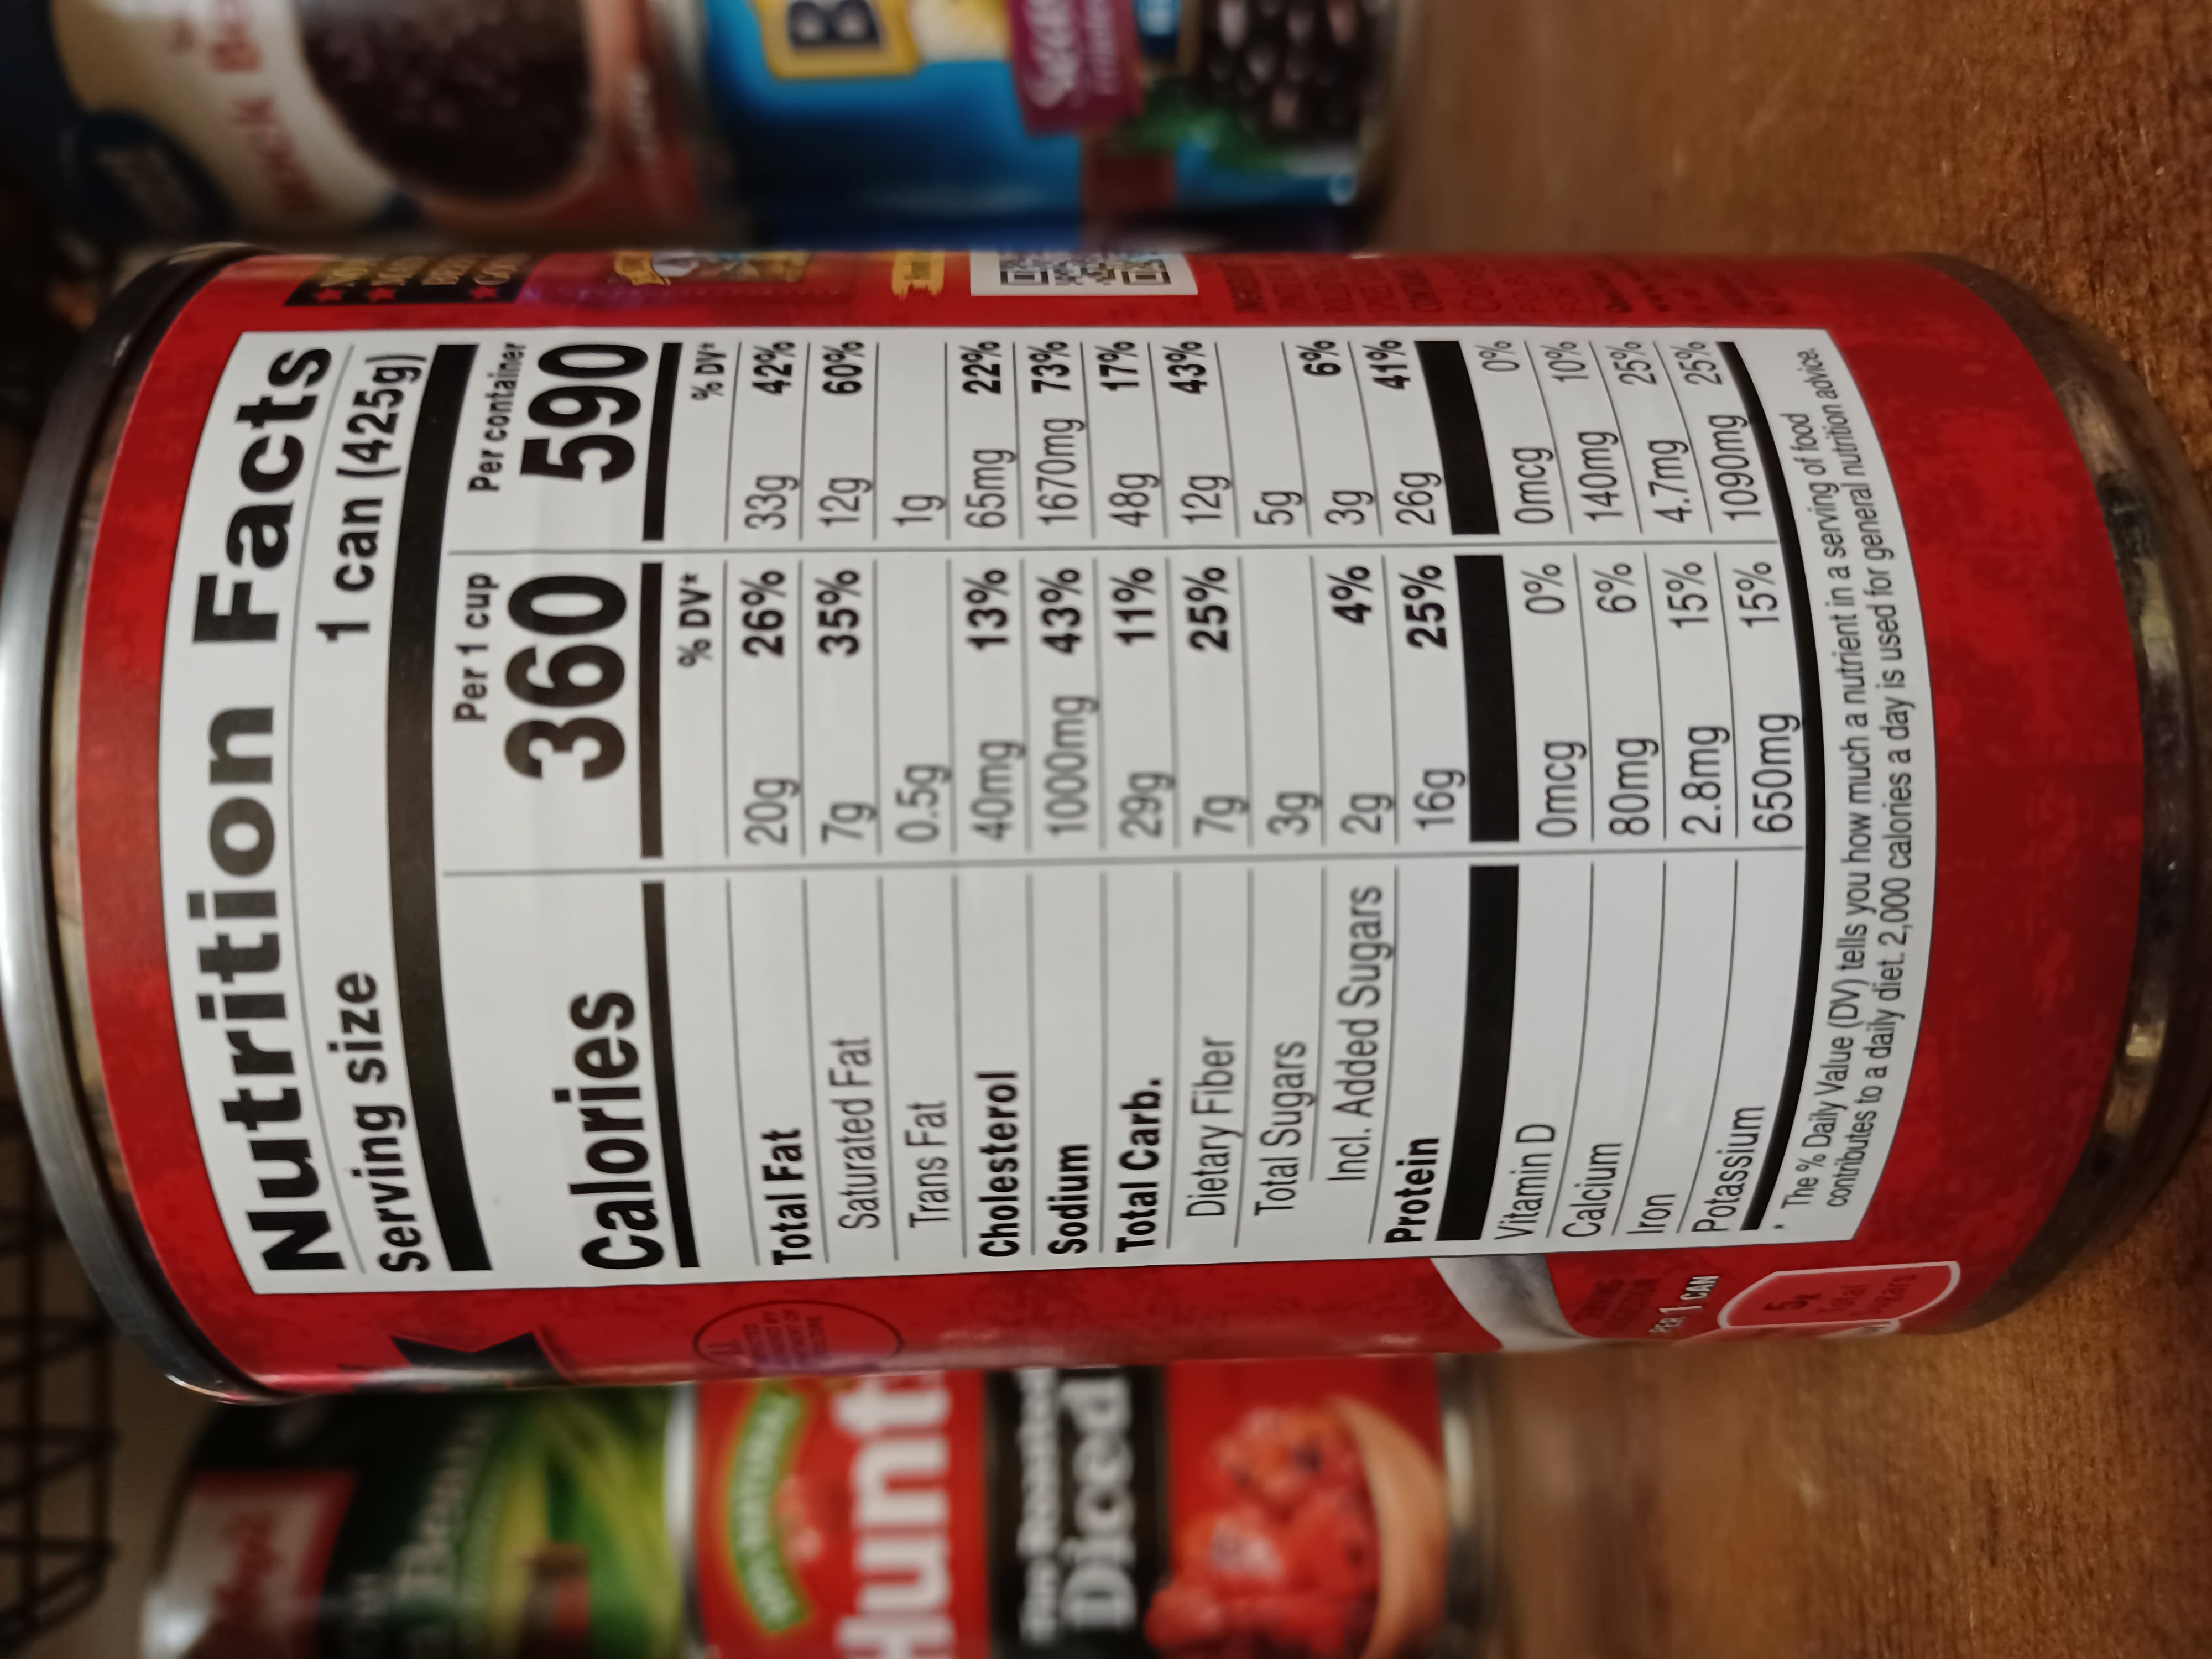 Nutrition Facts
Serving size 1 can (425g)
Per 1 cup Per container
Calories 360 590
% DV* % DV*
Total Fat 20g 26% 33g 42%
Saturated Fat 7g 35% 12g 60%
Trans Fat 0.5g 1g
Cholesterol 40mg 13% 65mg 22%
Sodium 1000mg 43% 1670mg 73%
Total Carb. 29g 11% 48g 17%
Dietary Fiber 7g 25% 12g 43%
Total Sugars 3g 5g
Incl. Added Sugars 2g 4% 3g 6%
Protein 16g 25% 26g 41%
Vitamin D 0mcg 0% 0mcg 0%
Calcium 80mg 6% 140mg 10%
Iron 2.8mg 15% 4.7mg 25%
Potassium 650mg 15% 1090mg 25%
* The % Daily Value (DV) tells you how much a nutrient in a serving of food
contributes to a daily diet. 2,000 calories a day is used for general nutrition advice.
PER 1 CAN
5g
Total
Sugars
100% NATURAL
Hunt
Fire Roasted
Diced